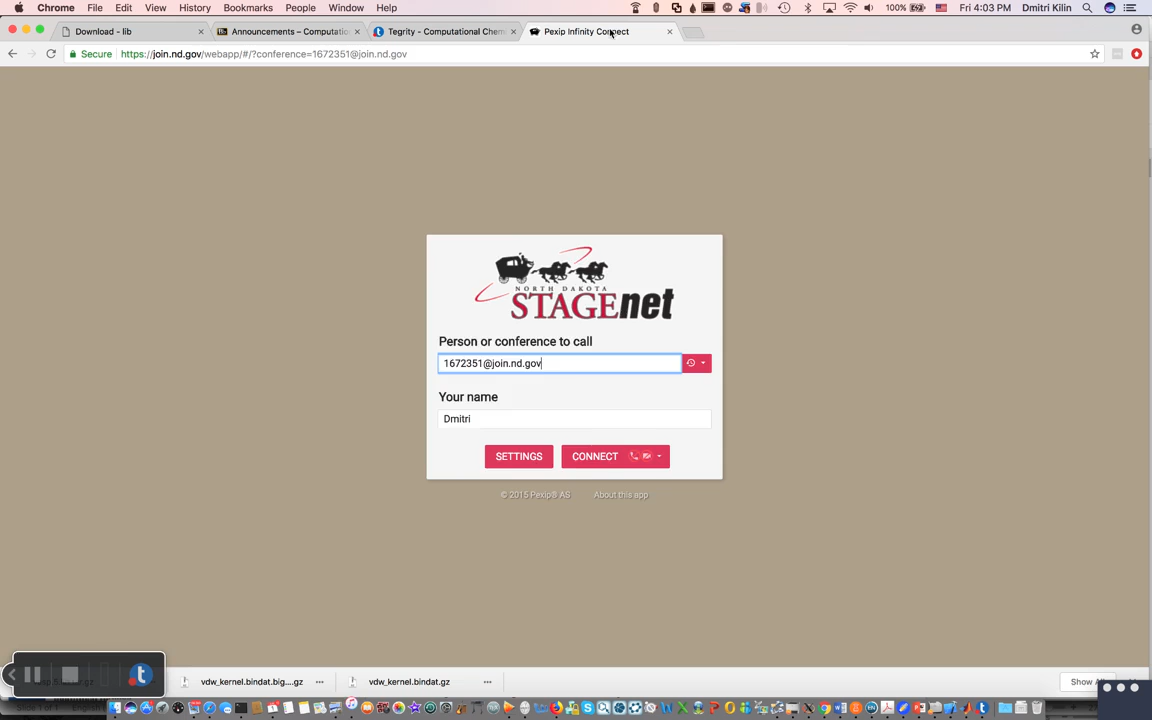 Chrome File Edit View History Bookmarks People Window Help 100% Fri 4:03 PM Dmitri Kilin
Download - lib Announcements – Computatio Tegrity - Computational Chem Pexip Infinity Connect
Secure https://join.nd.gov/webapp/#/?conference=1672351@join.nd.gov
NORTH DAKOTA
STAGEnet
Person or conference to call
1672351@join.nd.gov
Your name
Dmitri
SETTINGS CONNECT
© 2015 Pexip® AS About this app
vdw_kernel.bindat.big....gz vdw_kernel.bindat.gz Show All